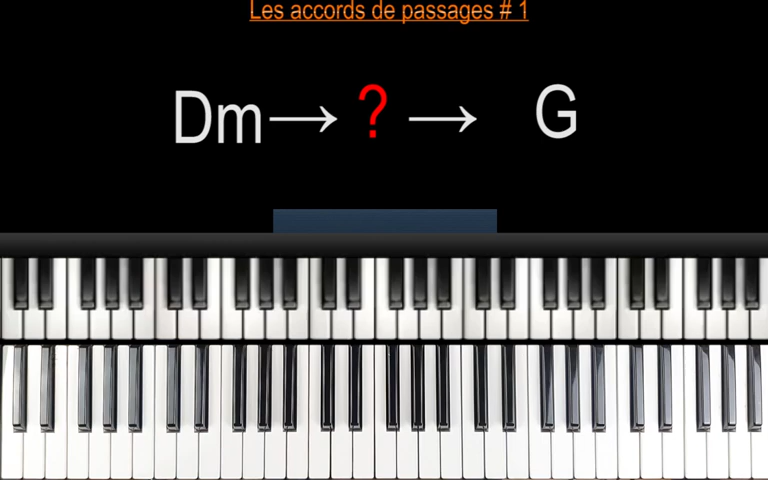 Les accords de passages # 1
Dm→ ? → G